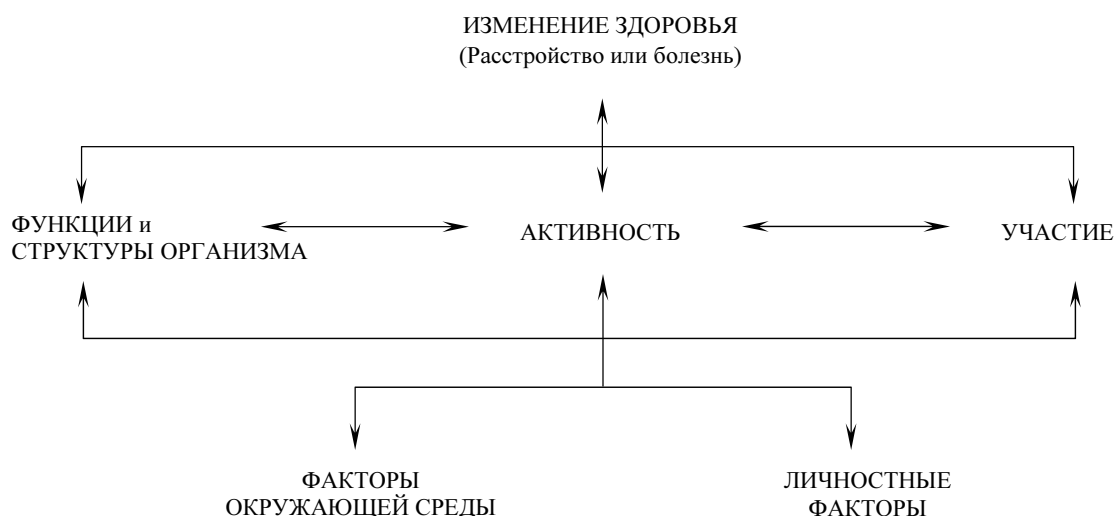 ИЗМЕНЕНИЕ ЗДОРОВЬЯ
(Расстройство или болезнь)
ФУНКЦИИ и
СТРУКТУРЫ ОРГАНИЗМА
АКТИВНОСТЬ
УЧАСТИЕ
ФАКТОРЫ
ОКРУЖАЮЩЕЙ СРЕДЫ
ЛИЧНОСТНЫЕ
ФАКТОРЫ